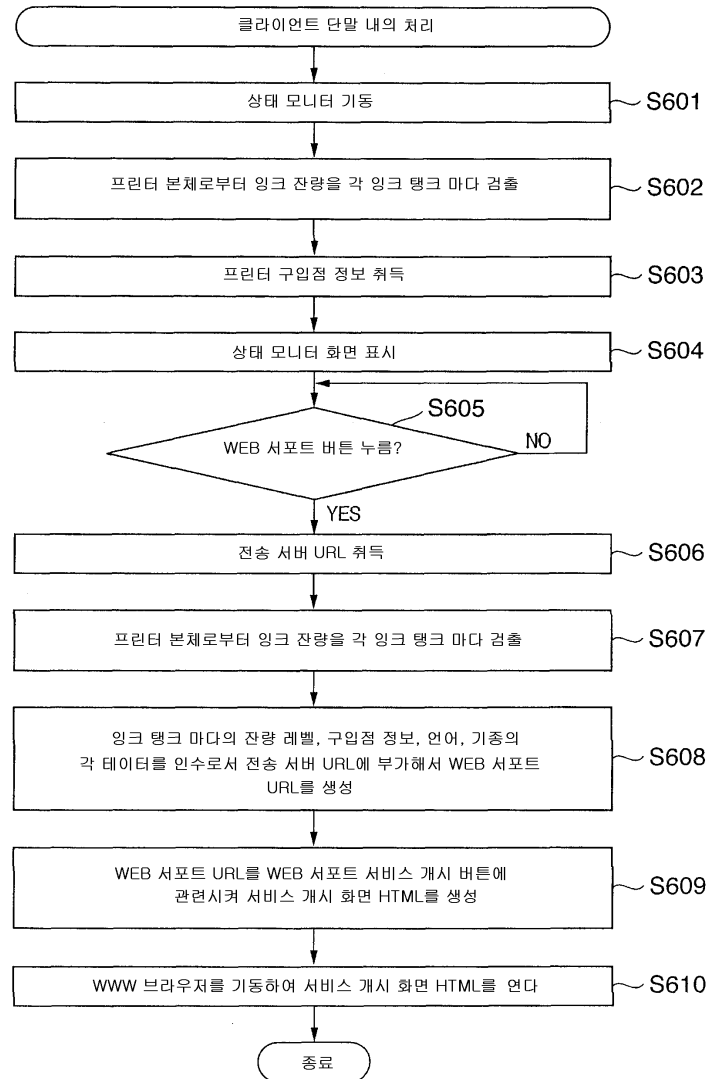 클라이언트 단말 내의 처리
상태 모니터 기동
S601
프린터 본체로부터 잉크 잔량을 각 잉크 탱크 마다 검출
S602
프린터 구입점 정보 취득
S603
상태 모니터 화면 표시
S604
S605
WEB 서포트 버튼 누름?
NO
YES
전송 서버 URL 취득
S606
프린터 본체로부터 잉크 잔량을 각 잉크 탱크 마다 검출
S607
잉크 탱크 마다의 잔량 레벨, 구입점 정보, 언어, 기종의
각 테이터를 인수로서 전송 서버 URL에 부가해서 WEB 서포트
URL를 생성
S608
WEB 서포트 URL를 WEB 서포트 서비스 개시 버튼에
관련시켜 서비스 개시 화면 HTML를 생성
S609
WWW 브라우저를 기동하여 서비스 개시 화면 HTML를 연다
S610
종료